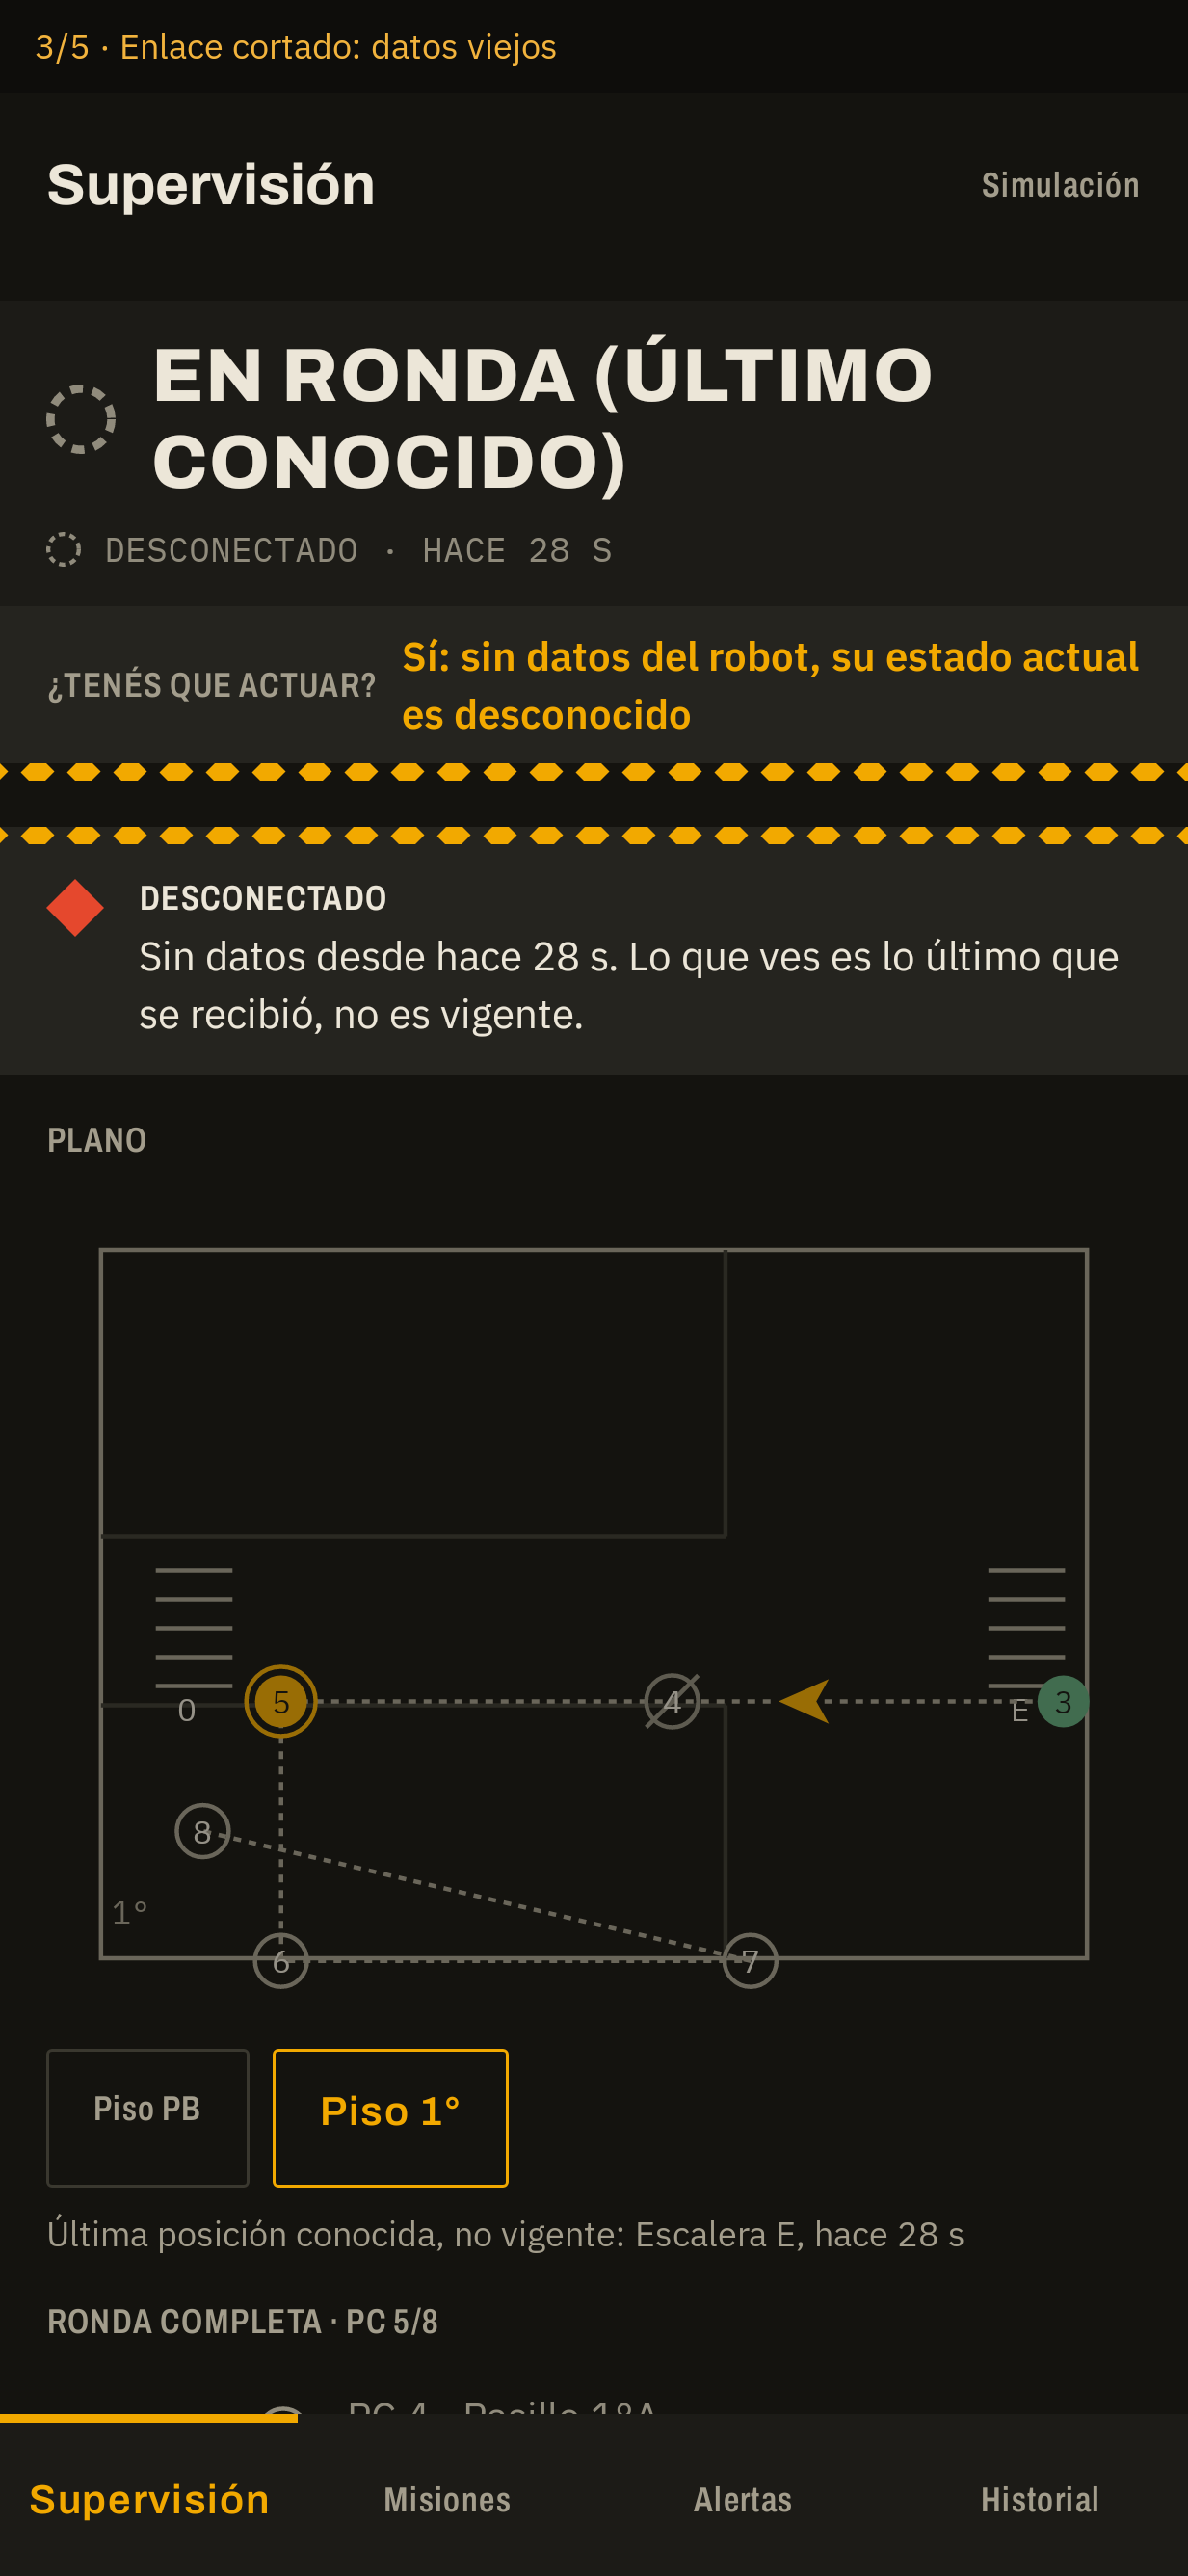 3/5 · Enlace cortado: datos viejos
Supervisión
Simulación
EN RONDA (ÚLTIMO
CONOCIDO)
DESCONECTADO · HACE 28 S
¿TENÉS QUE ACTUAR?
Sí: sin datos del robot, su estado actual
es desconocido
DESCONECTADO
Sin datos desde hace 28 s. Lo que ves es lo último que
se recibió, no es vigente.
PLANO
O
5
4
E
3
8
1°
6
7
Piso PB
Piso 1°
Última posición conocida, no vigente: Escalera E, hace 28 s
RONDA COMPLETA · PC 5/8
Supervisión
Misiones
Alertas
Historial